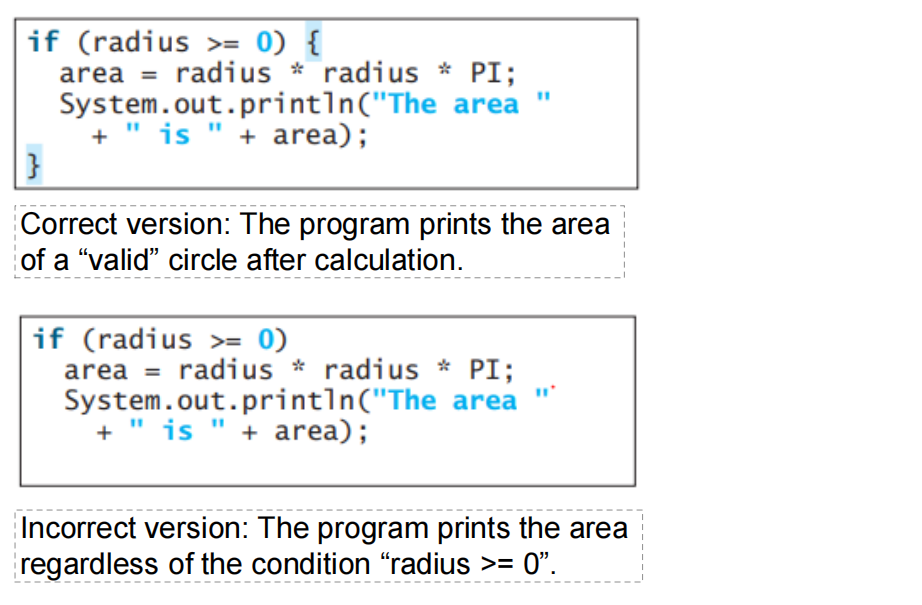 if (radius >= 0) {
area = radius * radius * PI;
System.out.println("The area "
+ " is " + area);
}
Correct version: The program prints the area
of a “valid” circle after calculation.
if (radius >= 0)
area = radius * radius * PI;
System.out.println("The area "
+ " is " + area);
Incorrect version: The program prints the area
regardless of the condition “radius >= 0”.